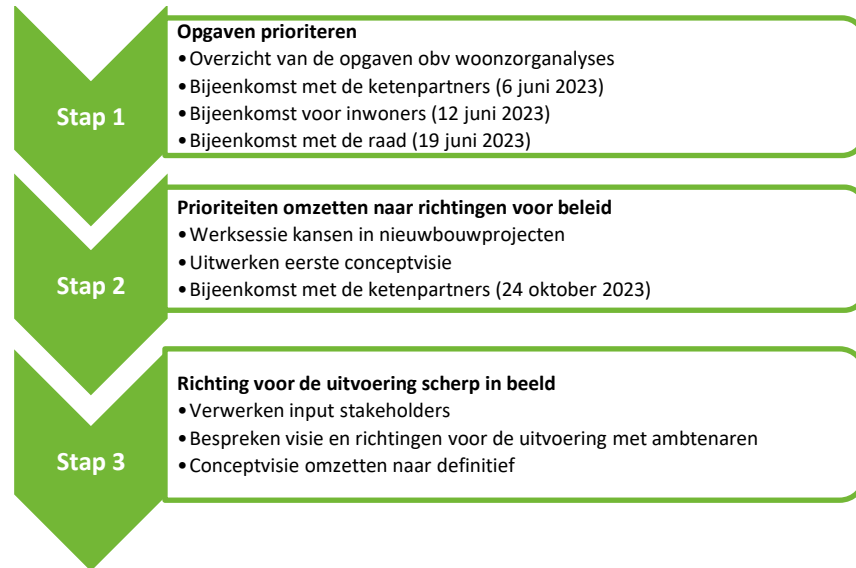 Stap 1
Opgaven prioriteren
•Overzicht van de opgaven obv woonzorganalyses
•Bijeenkomst met de ketenpartners (6 juni 2023)
•Bijeenkomst voor inwoners (12 juni 2023)
•Bijeenkomst met de raad (19 juni 2023)
Stap 2
Prioriteiten omzetten naar richtingen voor beleid
•Werksessie kansen in nieuwbouwprojecten
•Uitwerken eerste conceptvisie
•Bijeenkomst met de ketenpartners (24 oktober 2023)
Stap 3
Richting voor de uitvoering scherp in beeld
•Verwerken input stakeholders
•Bespreken visie en richtingen voor de uitvoering met ambtenaren
•Conceptvisie omzetten naar definitief